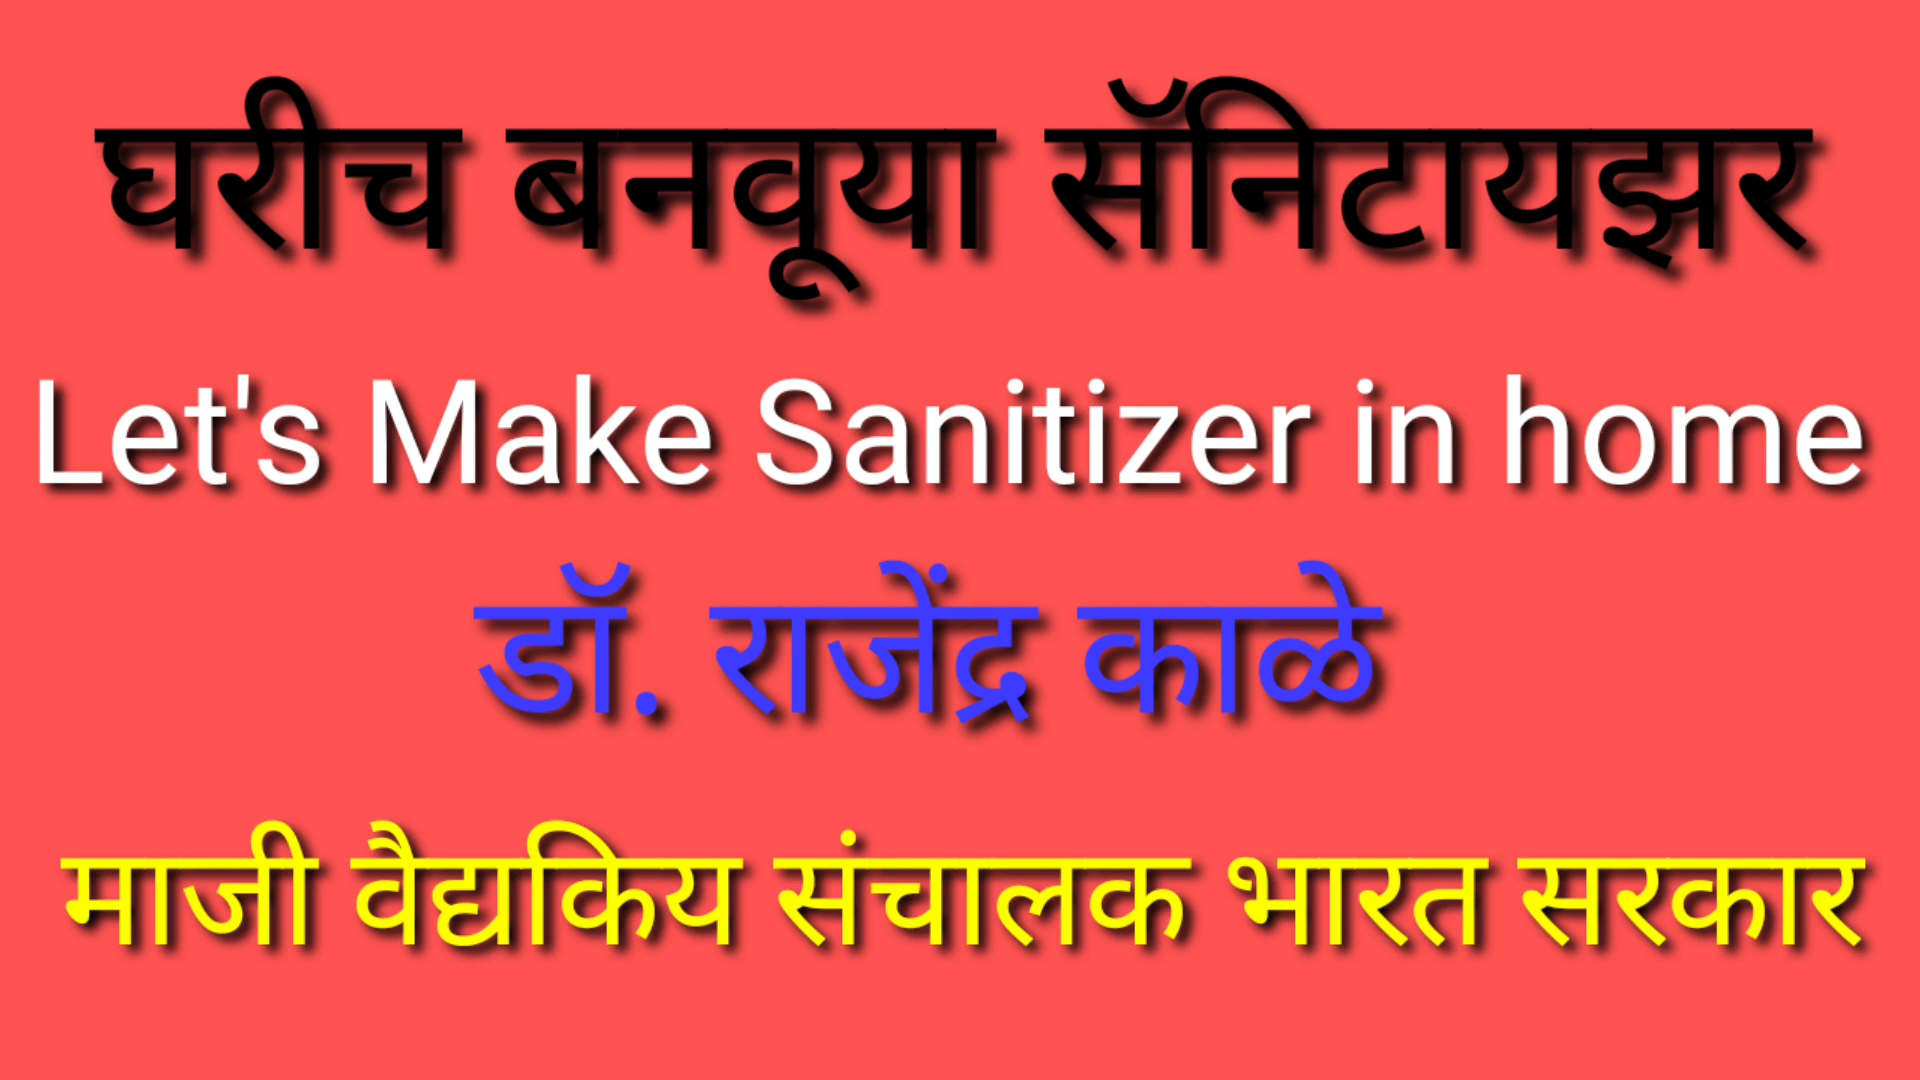 घरीच बनवूया सॅनिटायझर
Let's Make Sanitizer in home
डॉ. राजेंद्र काळे
माजी वैद्यकिय संचालक भारत सरकार